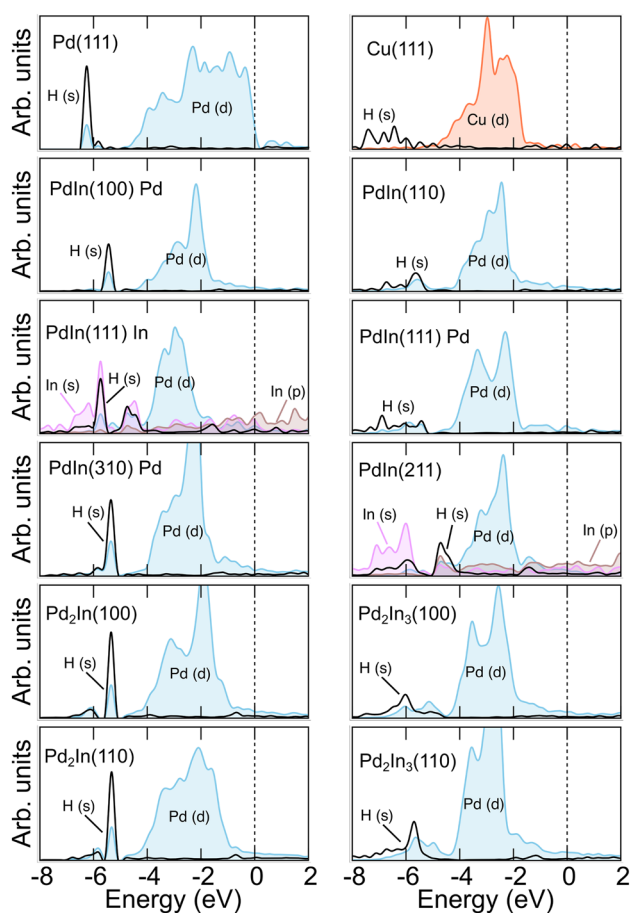 Arb. units
Pd(111)
H (s)
Pd (d)
Cu(111)
H (s)
Cu (d)
Arb. units
PdIn(100) Pd
H (s)
Pd (d)
PdIn(110)
H (s)
Pd (d)
Arb. units
PdIn(111) In
In (s)
H (s)
Pd (d)
In (p)
PdIn(111) Pd
H (s)
Pd (d)
Arb. units
PdIn(310) Pd
H (s)
Pd (d)
PdIn(211)
In (s)
H (s)
Pd (d)
In (p)
Arb. units
Pd₂In(100)
H (s)
Pd (d)
Pd₂In₃(100)
H (s)
Pd (d)
Arb. units
Pd₂In(110)
H (s)
Pd (d)
Pd₂In₃(110)
H (s)
Pd (d)
-8 -6 -4 -2 0 2
-8 -6 -4 -2 0 2
Energy (eV)
Energy (eV)